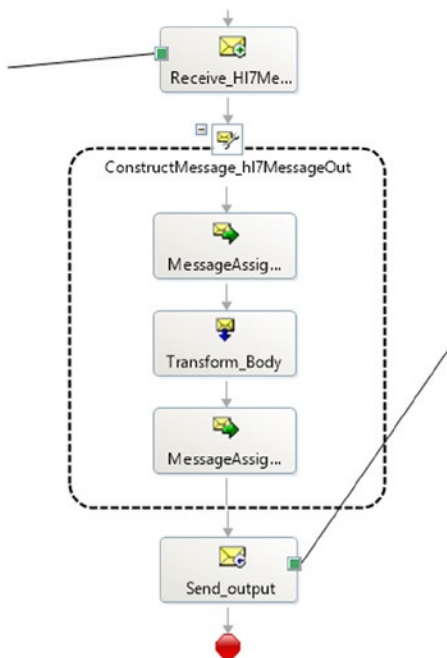 Receive_Hl7Me...
ConstructMessage_hl7MessageOut
MessageAssig...
Transform_Body
MessageAssig...
Send_output